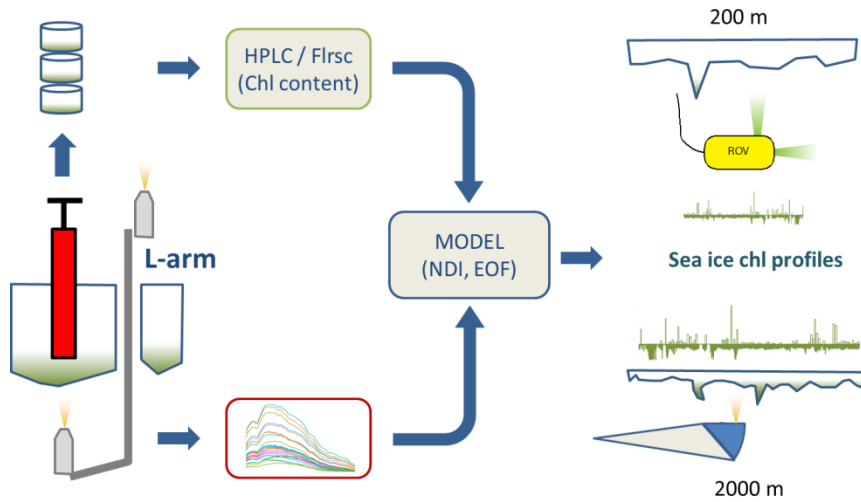 200 m
HPLC / Flrsc
(Chl content)
ROV
L-arm
MODEL
(NDI, EOF)
Sea ice chl profiles
2000 m